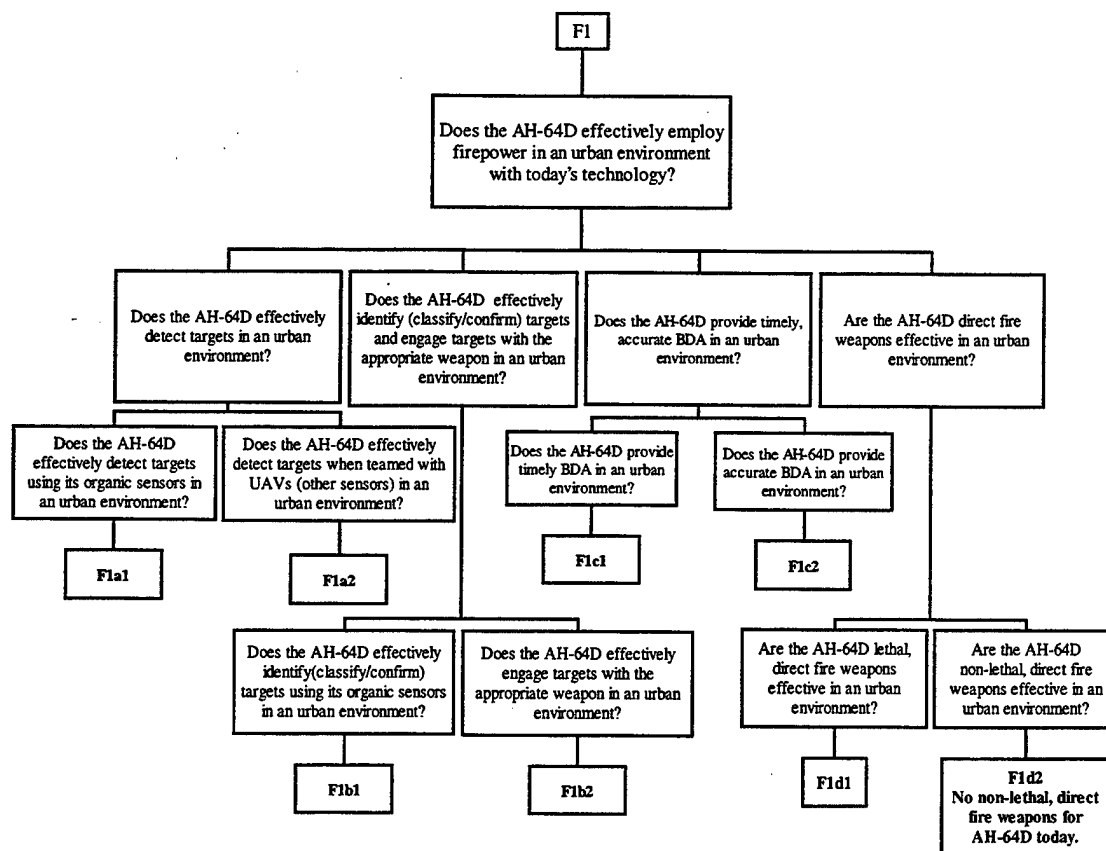 F1
Does the AH-64D effectively employ
firepower in an urban environment
with today's technology?
Does the AH-64D effectively
detect targets in an urban
environment?
Does the AH-64D effectively
identify (classify/confirm) targets
and engage targets with the
appropriate weapon in an urban
environment?
Does the AH-64D provide timely,
accurate BDA in an urban
environment?
Are the AH-64D direct fire
weapons effective in an urban
environment?
Does the AH-64D
effectively detect targets
using its organic sensors in
an urban environment?
Does the AH-64D effectively
detect targets when teamed with
UAVs (other sensors) in an
urban environment?
Does the AH-64D provide
timely BDA in an urban
environment?
Does the AH-64D provide
accurate BDA in an urban
environment?
F1a1
F1a2
F1c1
F1c2
Does the AH-64D effectively
identify(classify/confirm)
targets using its organic sensors
in an urban environment?
Does the AH-64D effectively
engage targets with the
appropriate weapon in an urban
environment?
Are the AH-64D lethal,
direct fire weapons
effective in an urban
environment?
Are the AH-64D
non-lethal, direct fire
weapons effective in an
urban environment?
F1b1
F1b2
F1d1
F1d2
No non-lethal, direct
fire weapons for
AH-64D today.